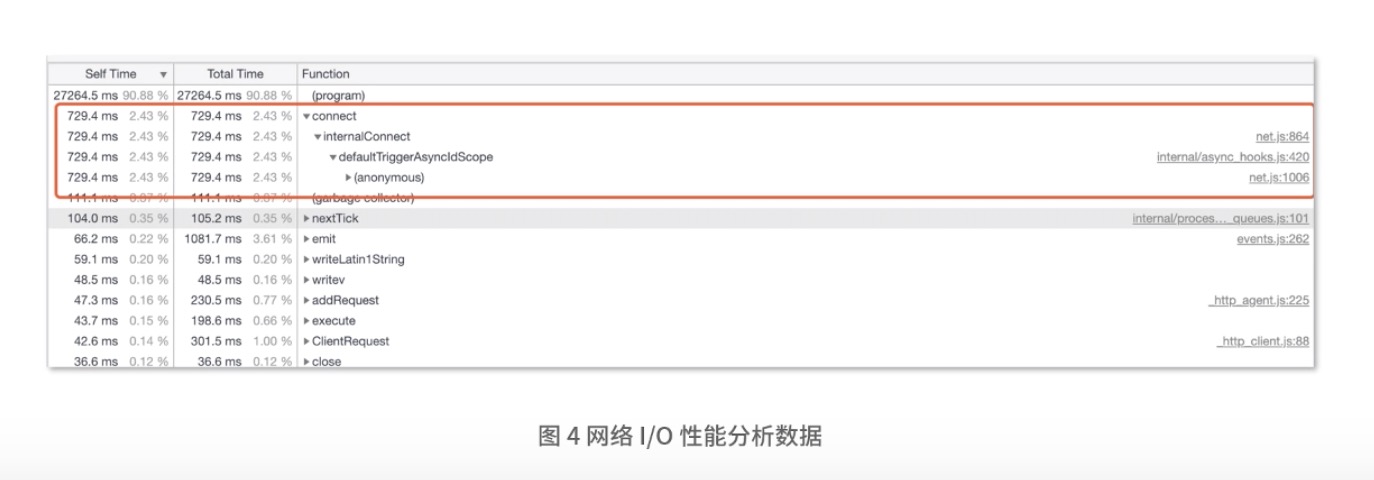 Self Time ▼ Total Time Function
27264.5 ms 90.88 % 27264.5 ms 90.88 % (program)
729.4 ms 2.43 % 729.4 ms 2.43 % ▼connect
729.4 ms 2.43 % 729.4 ms 2.43 % ▼internalConnect net.js:864
729.4 ms 2.43 % 729.4 ms 2.43 % ▼defaultTriggerAsyncIdScope internal/async_hooks.js:420
729.4 ms 2.43 % 729.4 ms 2.43 % ▶(anonymous) net.js:1006
111.1 ms 0.37 % 111.1 ms 0.37 % (garbage collector)
104.0 ms 0.35 % 105.2 ms 0.35 % ▶nextTick internal/proces… _queues.js:101
66.2 ms 0.22 % 1081.7 ms 3.61 % ▶emit events.js:262
59.1 ms 0.20 % 59.1 ms 0.20 % ▶writeLatin1String
48.5 ms 0.16 % 48.5 ms 0.16 % ▶writev
47.3 ms 0.16 % 230.5 ms 0.77 % ▶addRequest _http_agent.js:225
43.7 ms 0.15 % 198.6 ms 0.66 % ▶execute
42.6 ms 0.14 % 301.5 ms 1.00 % ▶ClientRequest _http_client.js:88
36.6 ms 0.12 % 36.6 ms 0.12 % ▶close
图 4 网络 I/O 性能分析数据